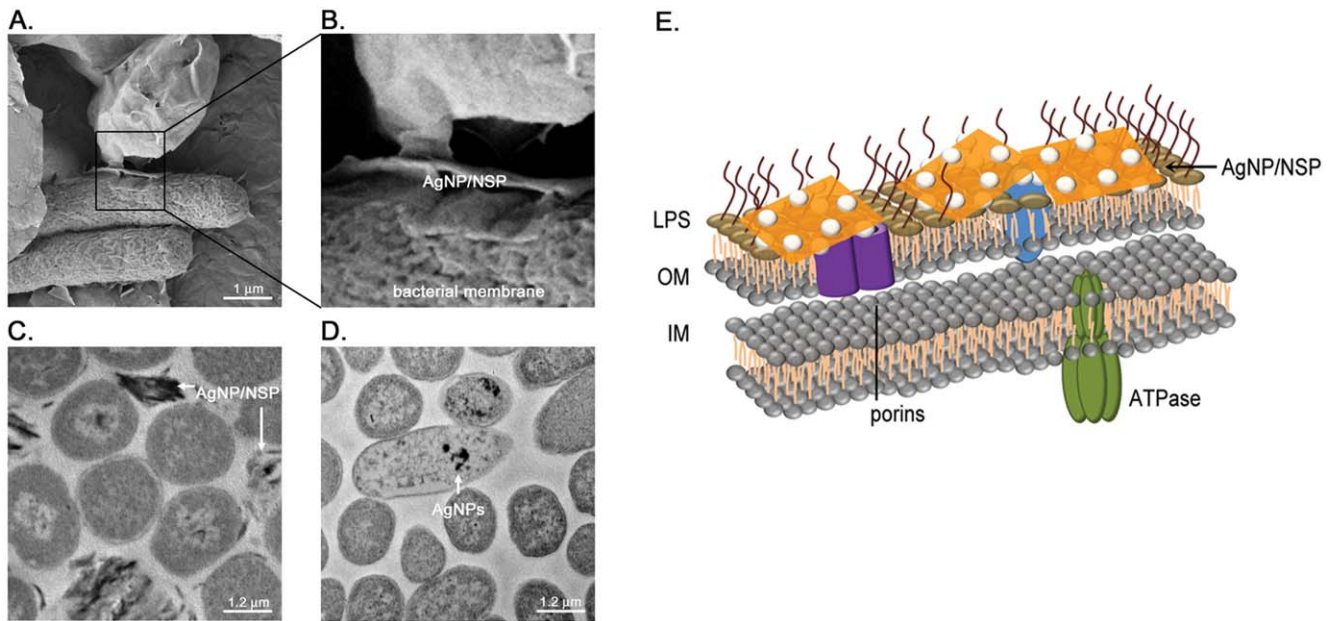 A.
B.
AgNP/NSP
bacterial membrane
1 μm
C.
AgNP/NSP
1.2 μm
D.
AgNPs
1.2 μm
E.
AgNP/NSP
LPS
OM
IM
porins
ATPase